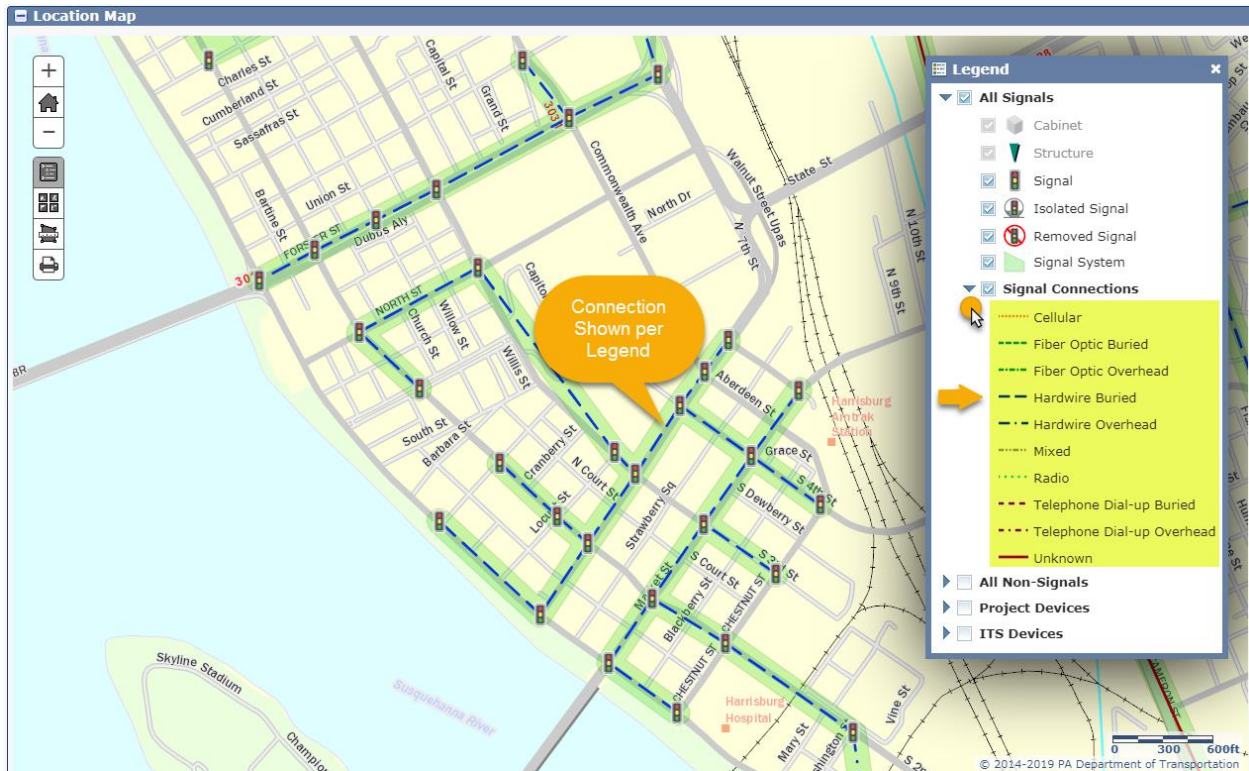 Location Map
Charles St
Cumberland St
Sassafras St
Capital St
Grand St
303
Commonwealth Ave
Walnut Street Upas
State St
North Dr
N 7th St
N 10th St
N 9th St
Bartine St
Union St
Dubbs Aly
FORSTER ST
30
BR
NORTH ST
Church St
Willow St
Willis St
South St
Barbara St
Cranberry St
N Court St
Strawberry Sq
Aberdeen St
Grace St
S 4th St
S Dewberry St
S Court St
Market St
Blackberry St
CHESTNUT ST
CHESTNUT ST
Harrisburg
Amtrak
Station
Harrisburg
Hospital
Mary St
Vine St
Skyline Stadium
Susquehanna River
Connection
Shown per
Legend
Legend
All Signals
Cabinet
Structure
Signal
Isolated Signal
Removed Signal
Signal System
Signal Connections
Cellular
Fiber Optic Buried
Fiber Optic Overhead
Hardwire Buried
Hardwire Overhead
Mixed
Radio
Telephone Dial-up Buried
Telephone Dial-up Overhead
Unknown
All Non-Signals
Project Devices
ITS Devices
0 300 600ft
© 2014-2019 PA Department of Transportation